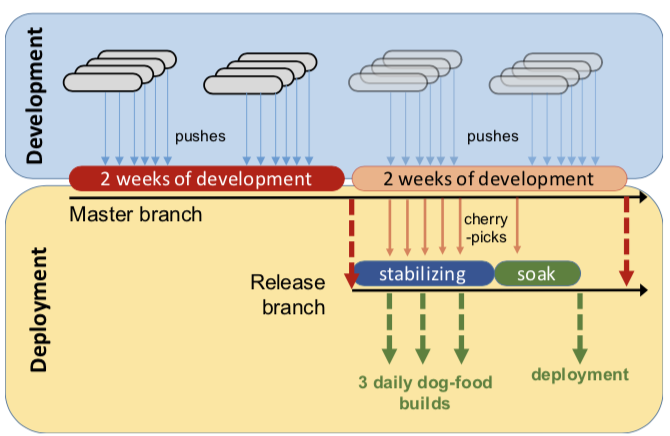 Development
pushes
pushes
2 weeks of development
2 weeks of development
Master branch
cherry
-picks
Deployment
stabilizing
soak
Release
branch
3 daily dog-food
builds
deployment